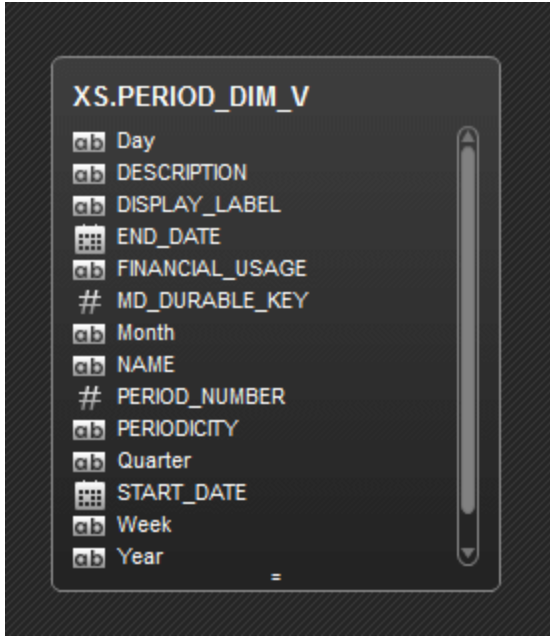 XS.PERIOD_DIM_V
ab Day
ab DESCRIPTION
ab DISPLAY_LABEL
END_DATE
ab FINANCIAL_USAGE
# MD_DURABLE_KEY
ab Month
ab NAME
# PERIOD_NUMBER
ab PERIODICITY
ab Quarter
START_DATE
ab Week
ab Year
=